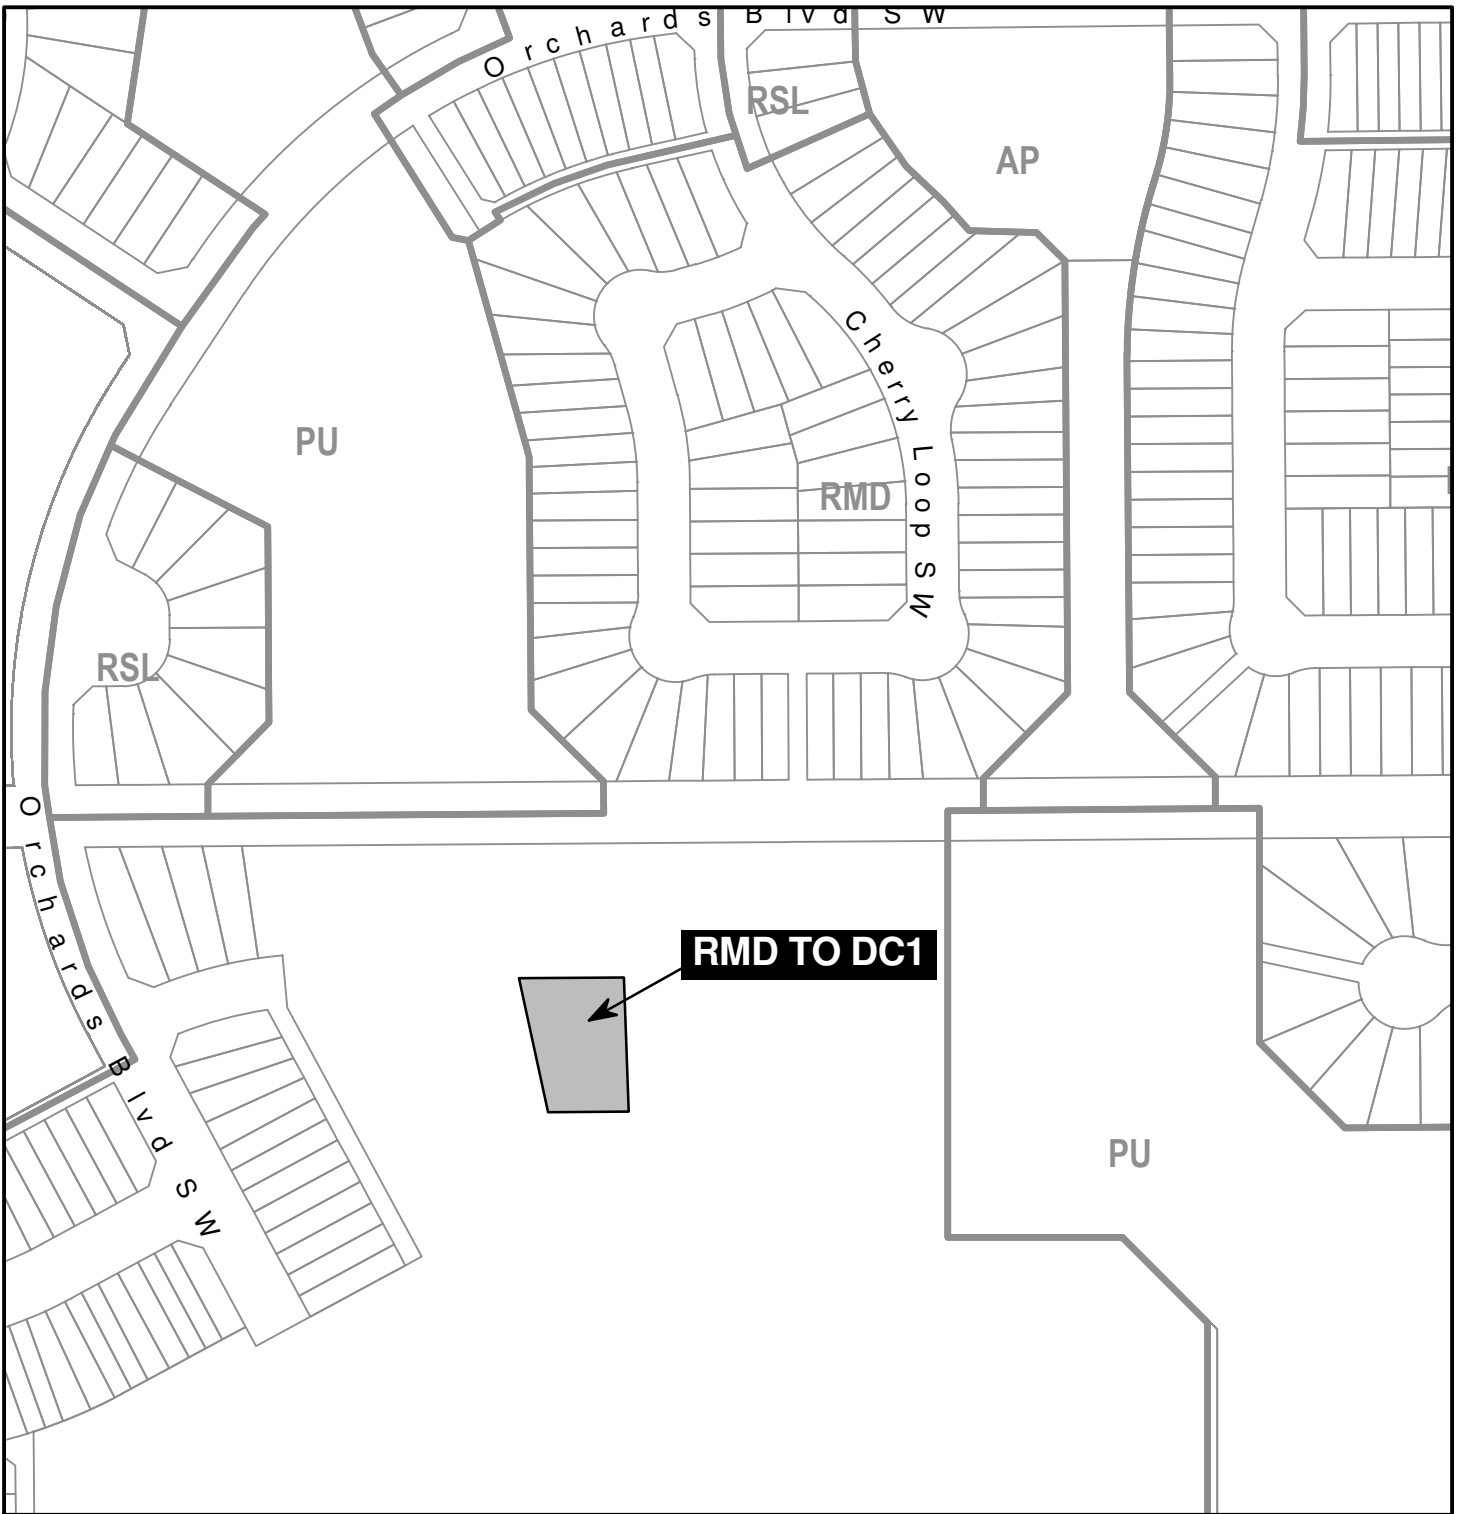 Orchards Blvd SW
RSL
AP
Cherry Loop SW
PU
RMD
RSL
Orchards Blvd SW
RMD TO DC1
PU